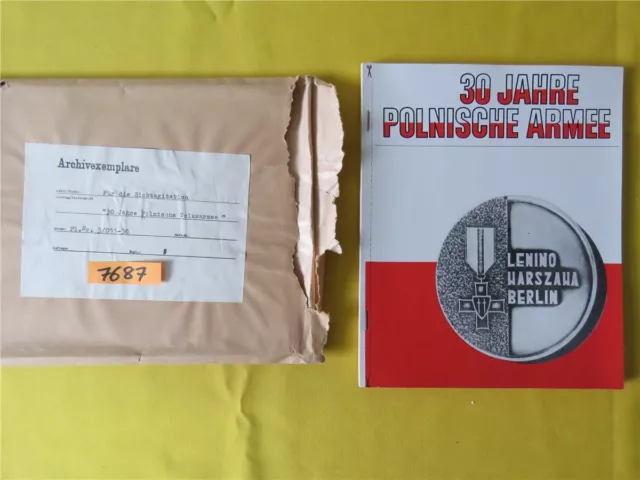 Archivexemplare
Für die Sichtagitation
"30 Jahre Polnische Volksarmee"
7687
30 JAHRE
POLNISCHE ARMEE
LENINO
WARSZAWA
BERLIN